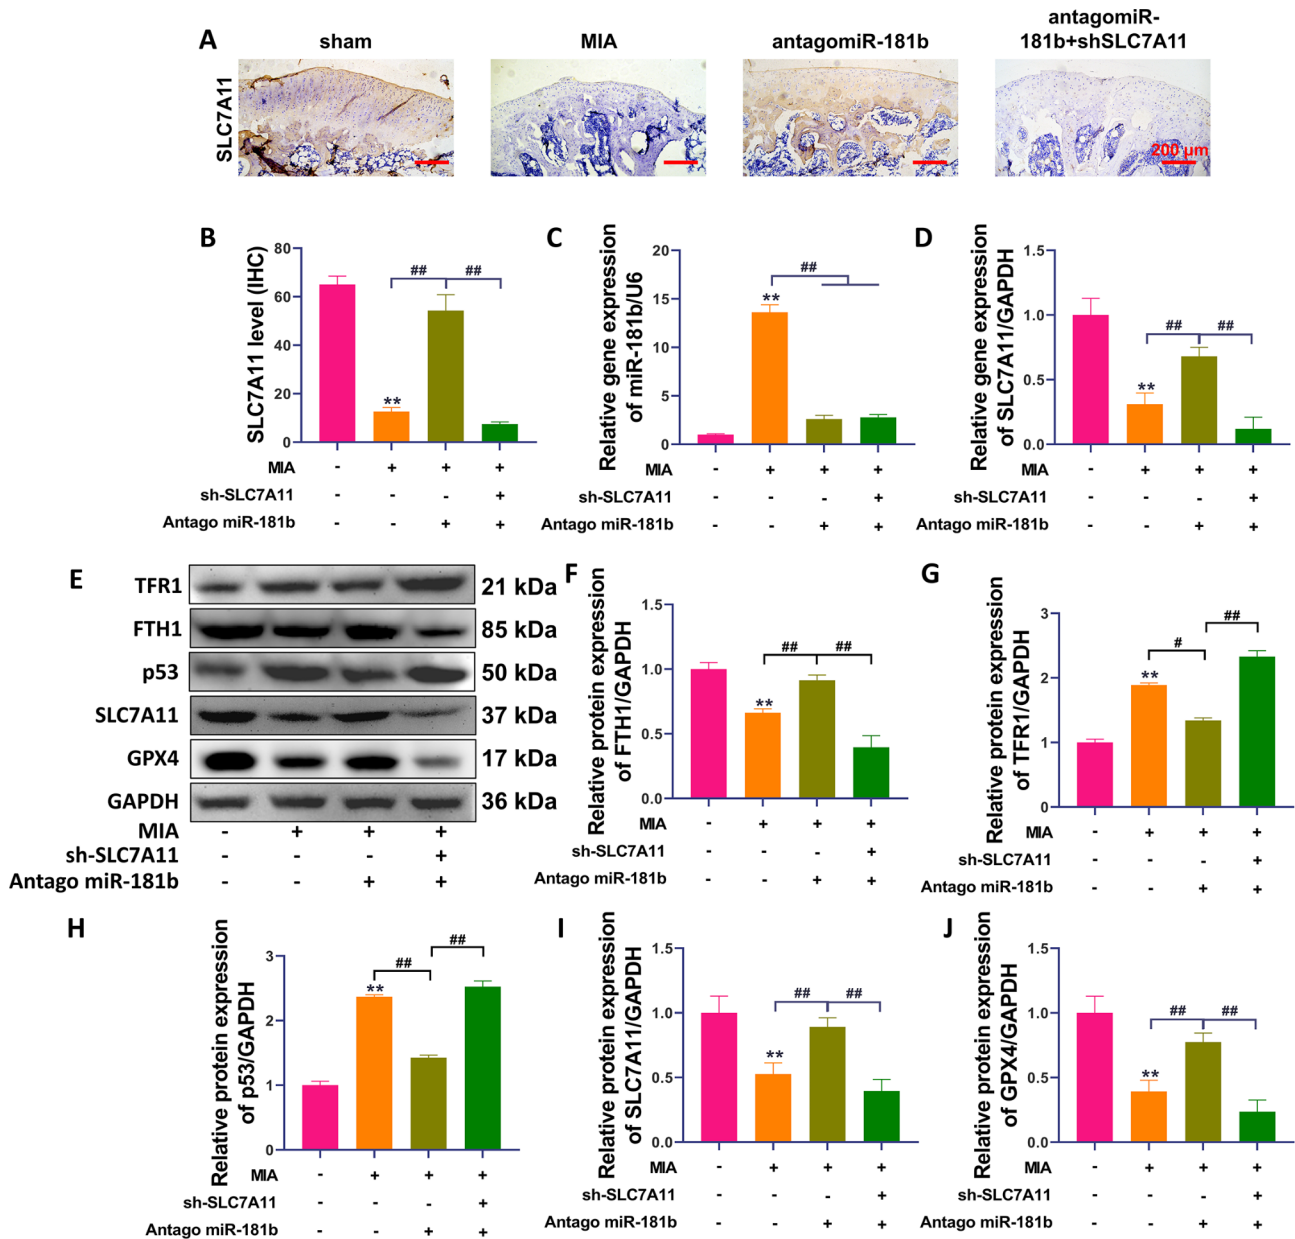 A
sham
MIA
antagomiR-181b
antagomiR-
181b+shSLC7A11
SLC7A11
200 μm
B
SLC7A11 level (IHC)
80
60
40
20
0
**
##
##
MIA - + + +
sh-SLC7A11 - - - +
Antago miR-181b - - + +
C
Relative gene expression
of miR-181b/U6
20
15
10
5
0
**
##
MIA - + + +
sh-SLC7A11 - - - +
Antago miR-181b - - + +
D
Relative gene expression
of SLC7A11/GAPDH
1.5
1.0
0.5
0.0
**
##
##
MIA - + + +
sh-SLC7A11 - - - +
Antago miR-181b - - + +
E
TFR1 21 kDa
FTH1 85 kDa
p53 50 kDa
SLC7A11 37 kDa
GPX4 17 kDa
GAPDH 36 kDa
MIA - + + +
sh-SLC7A11 - - - +
Antago miR-181b - - + +
F
Relative protein expression
of FTH1/GAPDH
1.5
1.0
0.5
0.0
**
##
##
MIA - + + +
sh-SLC7A11 - - - +
Antago miR-181b - - + +
G
Relative protein expression
of TFR1/GAPDH
3
2
1
0
**
#
##
MIA - + + +
sh-SLC7A11 - - - +
Antago miR-181b - - + +
H
Relative protein expression
of p53/GAPDH
3
2
1
0
**
##
##
MIA - + + +
sh-SLC7A11 - - - +
Antago miR-181b - - + +
I
Relative protein expression
of SLC7A11/GAPDH
1.5
1.0
0.5
0.0
**
##
##
MIA - + + +
sh-SLC7A11 - - - +
Antago miR-181b - - + +
J
Relative protein expression
of GPX4/GAPDH
1.5
1.0
0.5
0.0
**
##
##
MIA - + + +
sh-SLC7A11 - - - +
Antago miR-181b - - + +